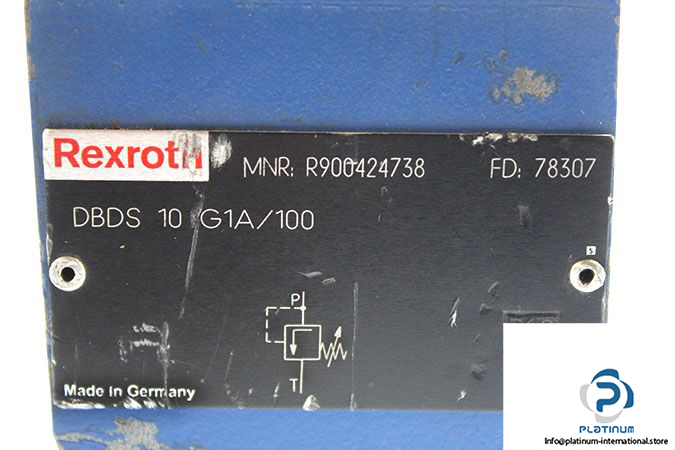 Rexroth MNR: R900424738 FD: 78307
DBDS 10 G1A/100
S
P
T
Made in Germany
PLATINUM
Info@platinum-international.store